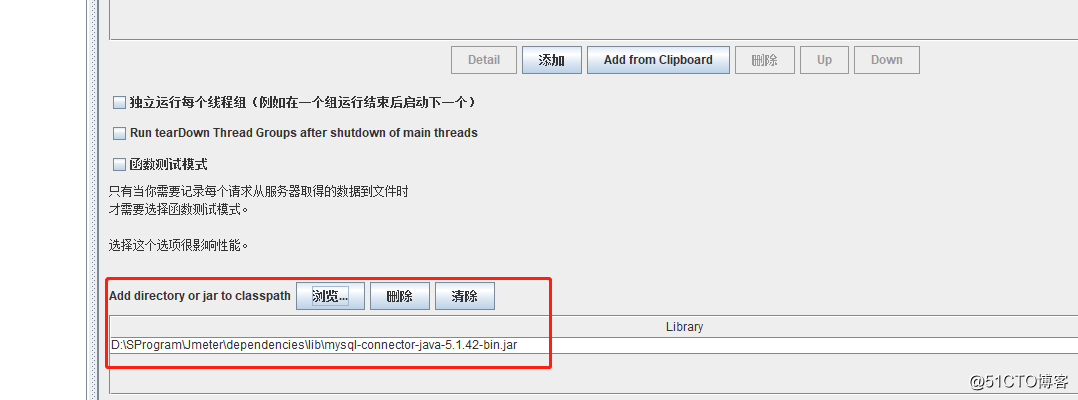 Detail 添加 Add from Clipboard 删除 Up Down
独立运行每个线程组（例如在一个组运行结束后启动下一个）
Run tearDown Thread Groups after shutdown of main threads
函数测试模式
只有当你需要记录每个请求从服务器取得的数据到文件时
才需要选择函数测试模式。
选择这个选项很影响性能。
Add directory or jar to classpath 浏览... 删除 清除
Library
D:\SProgram\Jmeter\dependencies\lib\mysql-connector-java-5.1.42-bin.jar
@51CTO博客